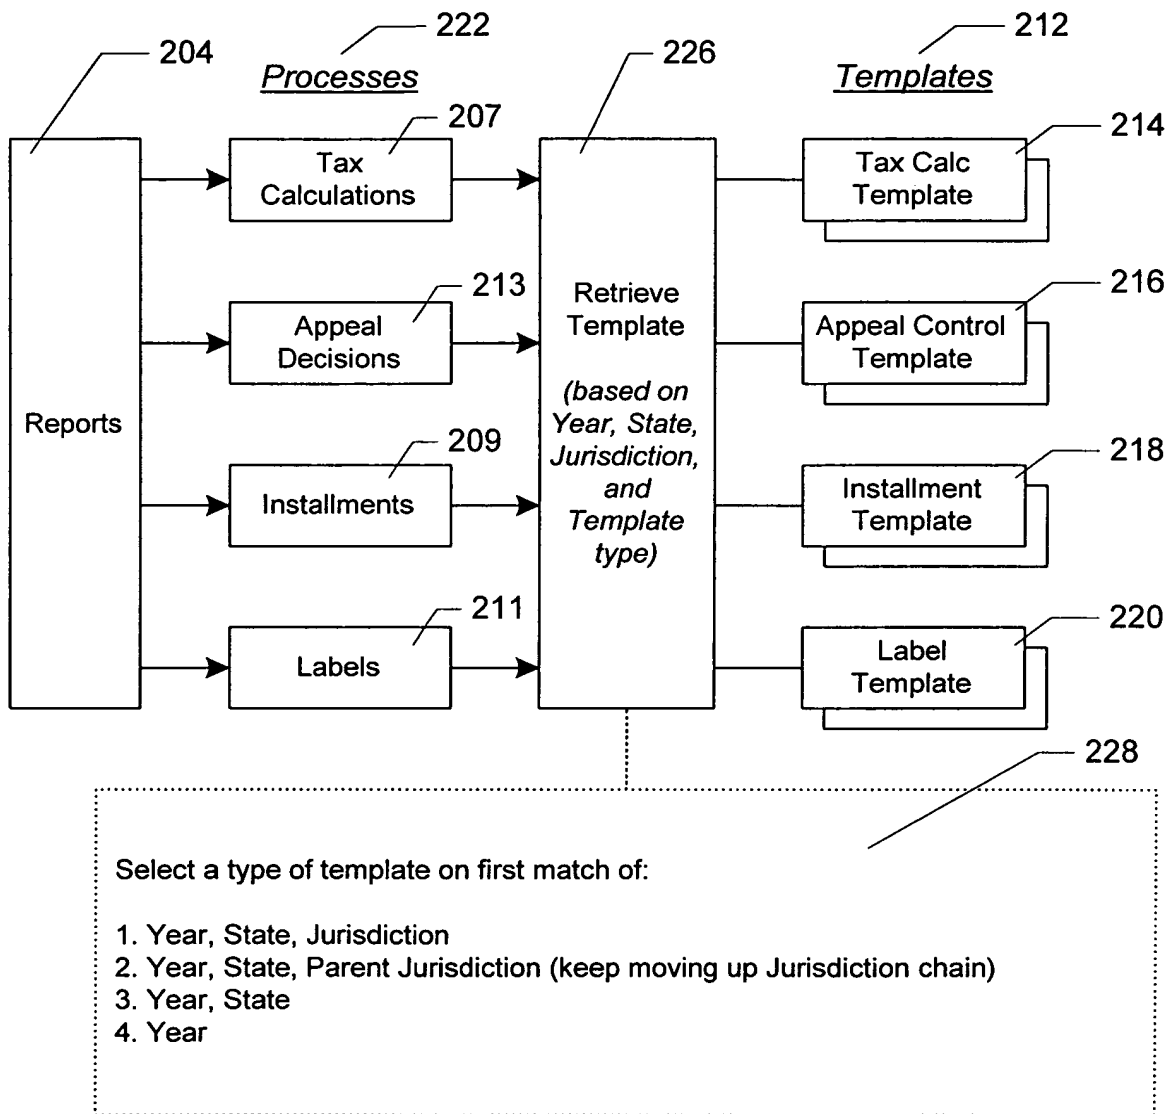 222
212
204
Processes
226
Templates
207
214
Tax
Calculations
Tax Calc
Template
213
216
Appeal
Decisions
Retrieve
Template
Appeal Control
Template
(based on
Year, State,
Jurisdiction,
and
Template
type)
Reports
209
218
Installments
Installment
Template
211
220
Labels
Label
Template
228
Select a type of template on first match of:
1. Year, State, Jurisdiction
2. Year, State, Parent Jurisdiction (keep moving up Jurisdiction chain)
3. Year, State
4. Year